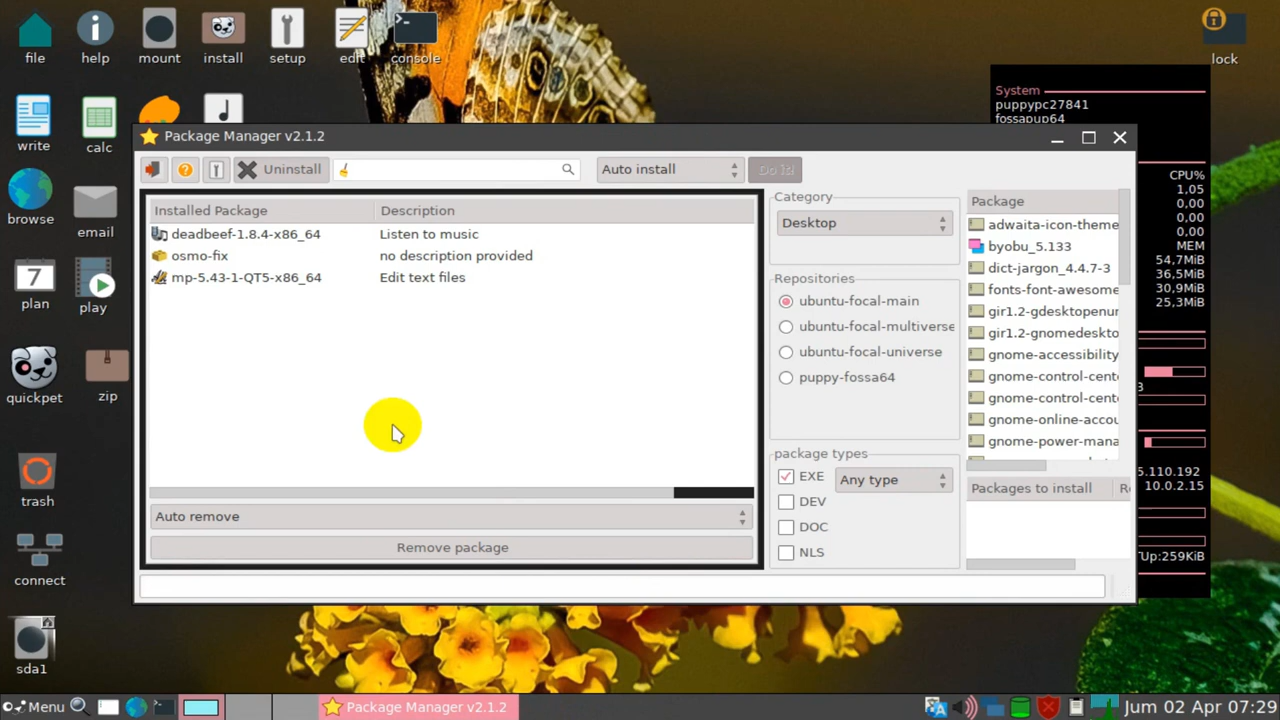 file
help
mount
install
setup
edit
console
lock
write
calc
System
puppypc27841
fossapup64
Package Manager v2.1.2
Uninstall
Auto install
Do it!
Installed Package
Description
deadbeef-1.8.4-x86_64
Listen to music
osmo-fix
no description provided
mp-5.43-1-QT5-x86_64
Edit text files
Auto remove
Remove package
Category
Desktop
Repositories
ubuntu-focal-main
ubuntu-focal-multiverse
ubuntu-focal-universe
puppy-fossa64
package types
EXE
Any type
DEV
DOC
NLS
Package
adwaita-icon-theme
byobu_5.133
dict-jargon_4.4.7-3
fonts-font-awesome
gir1.2-gdesktopenur
gir1.2-gnomedeskto
gnome-accessibility
gnome-control-cent
gnome-control-cent
gnome-online-accou
gnome-power-mana
Packages to install
CPU%
1,05
0,00
0,00
0,00
MEM
54,7MiB
36,5MiB
30,9MiB
25,3MiB
5.110.192
10.0.2.15
Up:259KiB
browse
email
7
plan
play
quickpet
zip
trash
connect
sda1
Menu
Package Manager v2.1.2
Jum 02 Apr 07:29